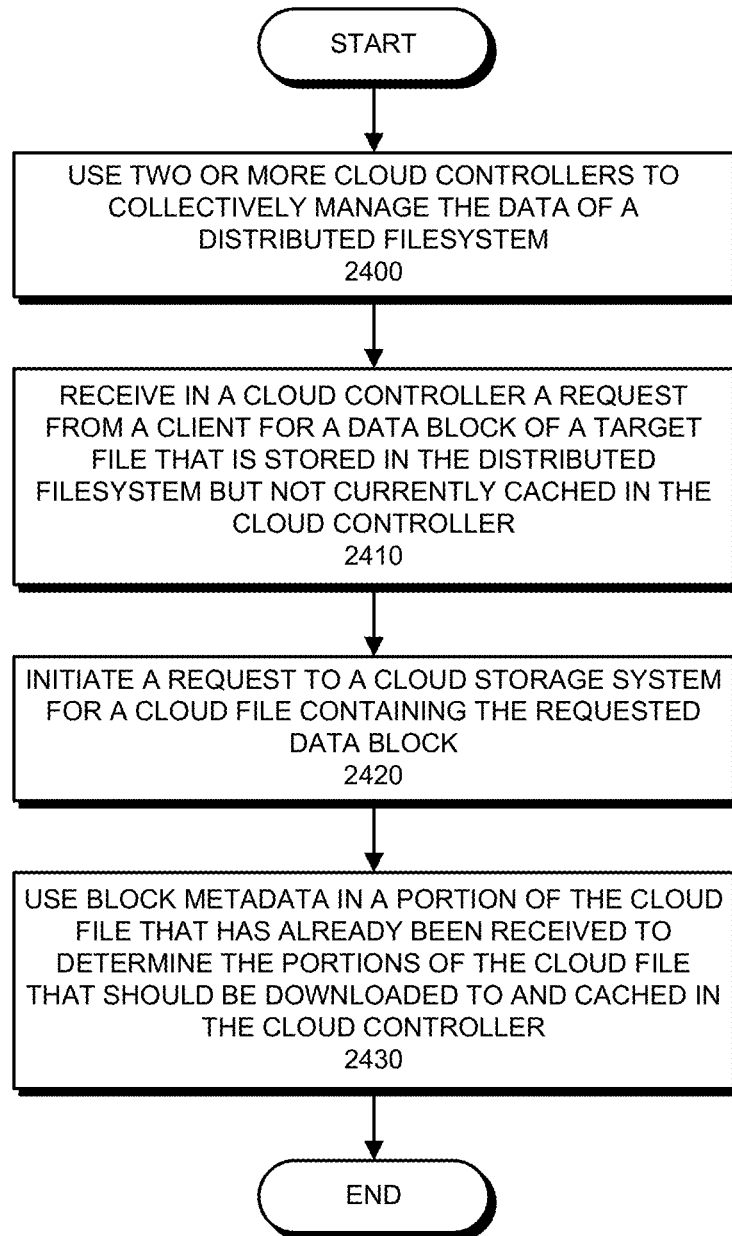 START
USE TWO OR MORE CLOUD CONTROLLERS TO
COLLECTIVELY MANAGE THE DATA OF A
DISTRIBUTED FILESYSTEM
2400
RECEIVE IN A CLOUD CONTROLLER A REQUEST
FROM A CLIENT FOR A DATA BLOCK OF A TARGET
FILE THAT IS STORED IN THE DISTRIBUTED
FILESYSTEM BUT NOT CURRENTLY CACHED IN THE
CLOUD CONTROLLER
2410
INITIATE A REQUEST TO A CLOUD STORAGE SYSTEM
FOR A CLOUD FILE CONTAINING THE REQUESTED
DATA BLOCK
2420
USE BLOCK METADATA IN A PORTION OF THE CLOUD
FILE THAT HAS ALREADY BEEN RECEIVED TO
DETERMINE THE PORTIONS OF THE CLOUD FILE
THAT SHOULD BE DOWNLOADED TO AND CACHED IN
THE CLOUD CONTROLLER
2430
END